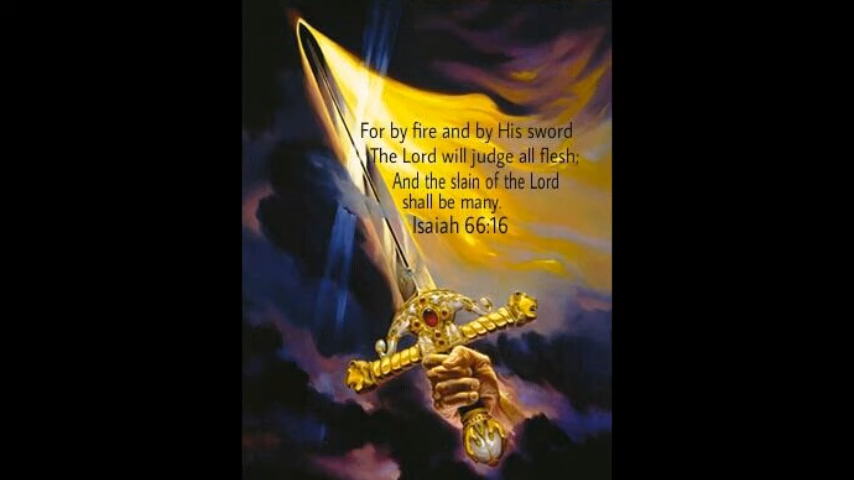 For by fire and by His sword
The Lord will judge all flesh;
And the slain of the Lord
shall be many.
Isaiah 66:16